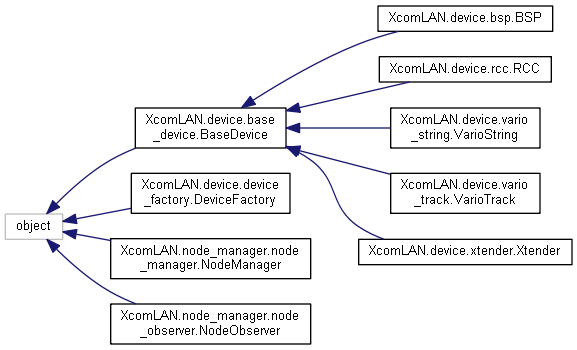 object
XcomLAN.device.base
_device.BaseDevice
XcomLAN.device.device
_factory.DeviceFactory
XcomLAN.node_manager.node
_manager.NodeManager
XcomLAN.node_manager.node
_observer.NodeObserver
XcomLAN.device.bsp.BSP
XcomLAN.device.rcc.RCC
XcomLAN.device.vario
_string.VarioString
XcomLAN.device.vario
_track.VarioTrack
XcomLAN.device.xtender.Xtender